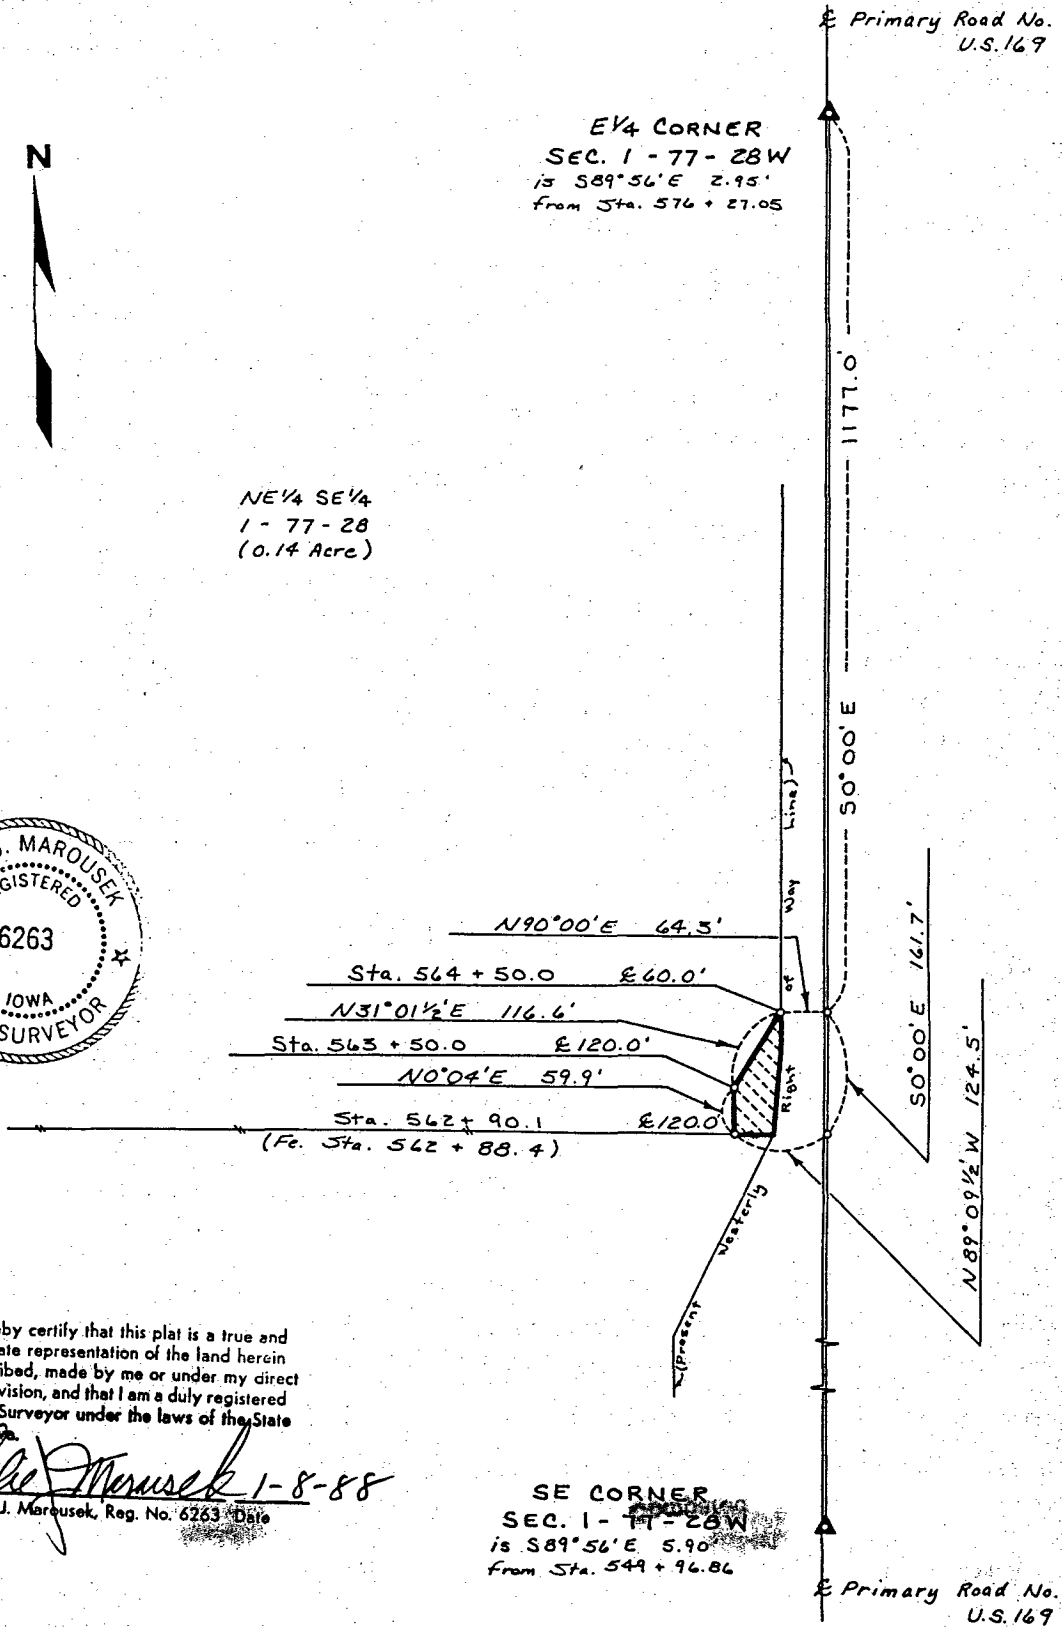 ℄ Primary Road No.
U.S. 169
E 1/4 CORNER
SEC. 1 - 77 - 28W
is S89°56'E 2.95'
from Sta. 576 + 27.05
N
1177.0'
S0°00'E
NE 1/4 SE 1/4
1 - 77 - 28
(0.14 Acre)
MAROUSEK
6263
IOWA
SURVEYOR
N90°00'E 64.3'
Sta. 564 + 50.0 ℄ 60.0'
N31°01½'E 116.6'
Sta. 563 + 50.0 ℄ 120.0'
N0°04'E 59.9'
Sta. 562 + 90.1 ℄ 120.0'
(Fe. Sta. 562 + 88.4)
(Present Westerly Right of Way Line)
S0°00'E 161.7'
N89°09½'W 124.5'
by certify that this plat is a true and
ate representation of the land herein
ibed, made by me or under my direct
vision, and that I am a duly registered
Surveyor under the laws of the State
1-8-88
J. Marousek, Reg. No. 6263 Date
SE CORNER
SEC. 1 - 77 - 28W
is S89°56'E 5.90'
from Sta. 549 + 96.86
℄ Primary Road No.
U.S. 169